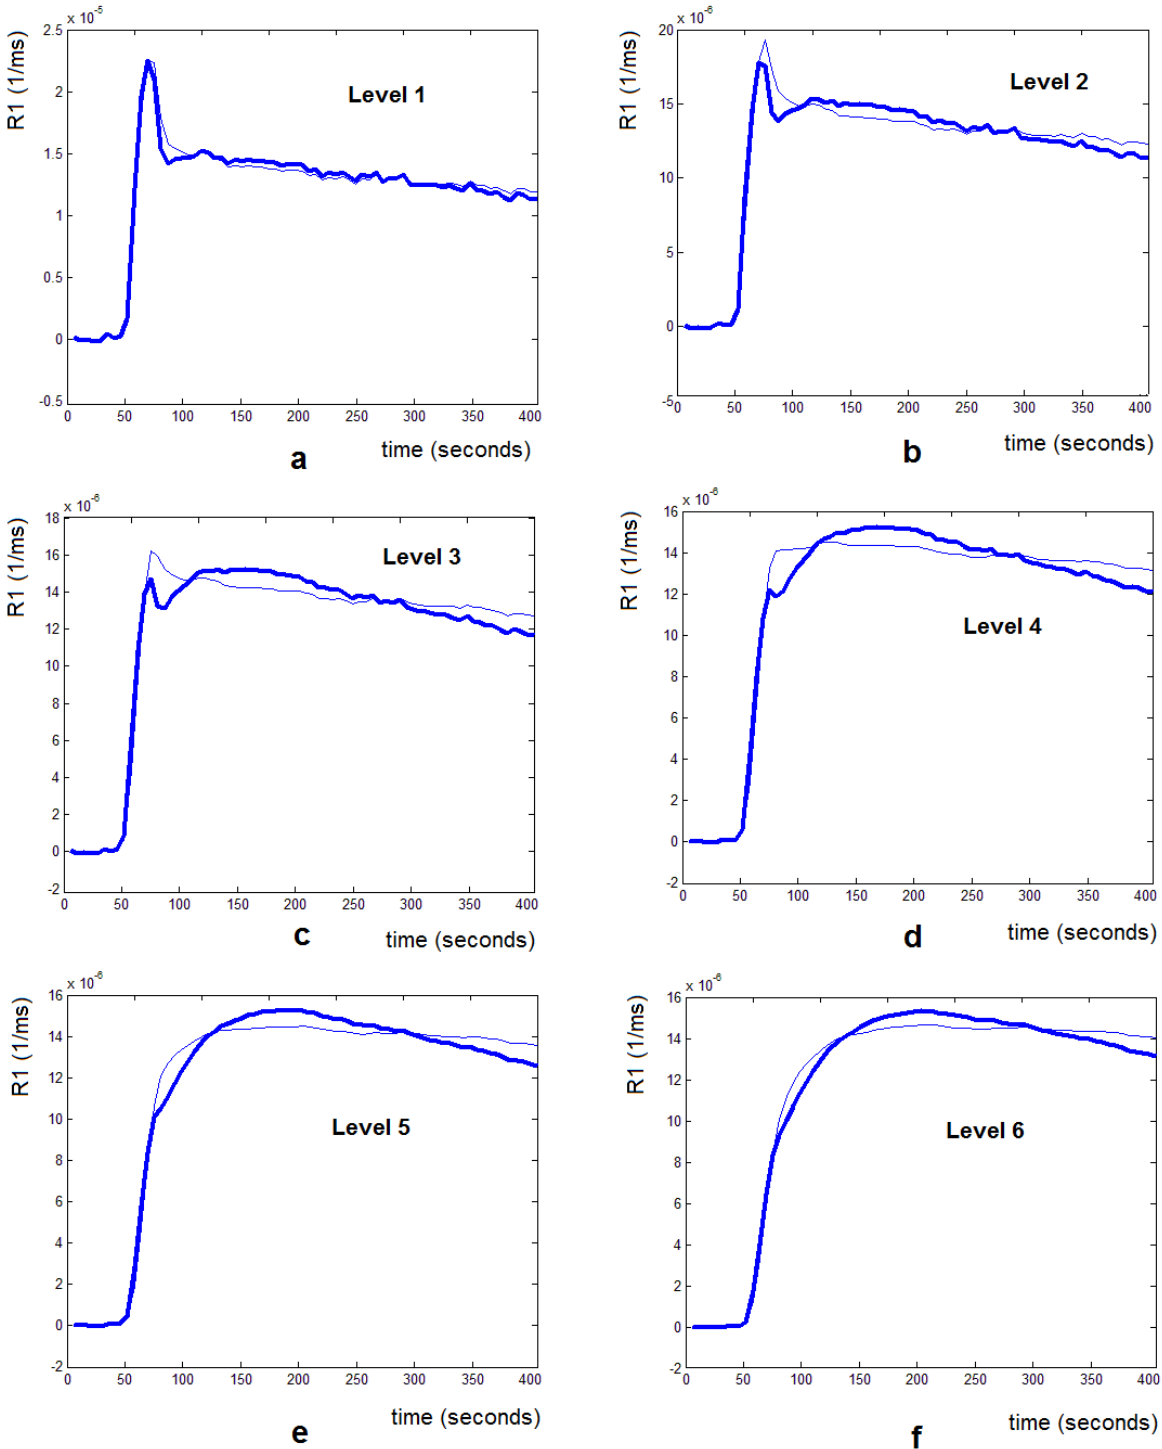 x 10⁻⁵
R1 (1/ms)
2.5
2
1.5
1
0.5
0
-0.5
0 50 100 150 200 250 300 350 400
Level 1
time (seconds)
a
x 10⁻⁶
R1 (1/ms)
20
15
10
5
0
-5
0 50 100 150 200 250 300 350 400
Level 2
time (seconds)
b
x 10⁻⁶
R1 (1/ms)
18
16
14
12
10
8
6
4
2
0
-2
0 50 100 150 200 250 300 350 400
Level 3
time (seconds)
c
x 10⁻⁶
R1 (1/ms)
16
14
12
10
8
6
4
2
0
-2
0 50 100 150 200 250 300 350 400
Level 4
time (seconds)
d
x 10⁻⁶
R1 (1/ms)
16
14
12
10
8
6
4
2
0
-2
0 50 100 150 200 250 300 350 400
Level 5
time (seconds)
e
x 10⁻⁶
R1 (1/ms)
16
14
12
10
8
6
4
2
0
-2
0 50 100 150 200 250 300 350 400
Level 6
time (seconds)
f